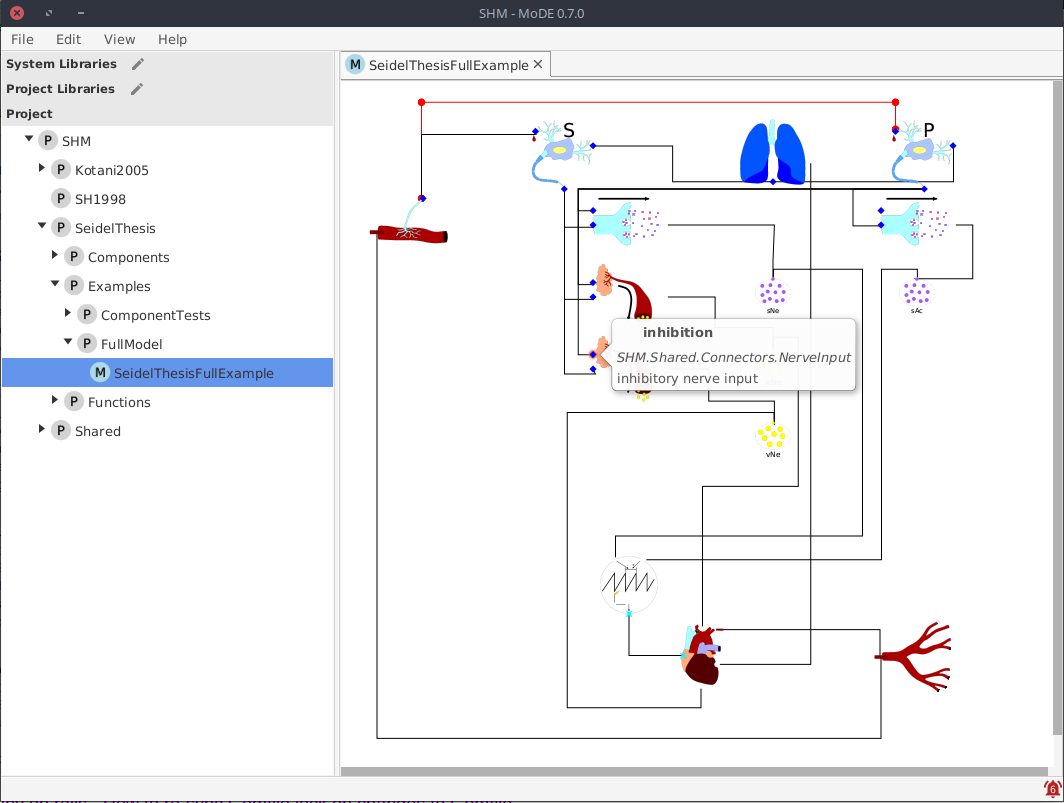 SHM - MoDE 0.7.0
File Edit View Help
System Libraries
Project Libraries
Project
P SHM
P Kotani2005
P SH1998
P SeidelThesis
P Components
P Examples
P ComponentTests
P FullModel
M SeidelThesisFullExample
P Functions
P Shared
M SeidelThesisFullExample
S
P
sNe
sAc
inhibition
SHM.Shared.Connectors.NerveInput
inhibitory nerve input
vNe
6